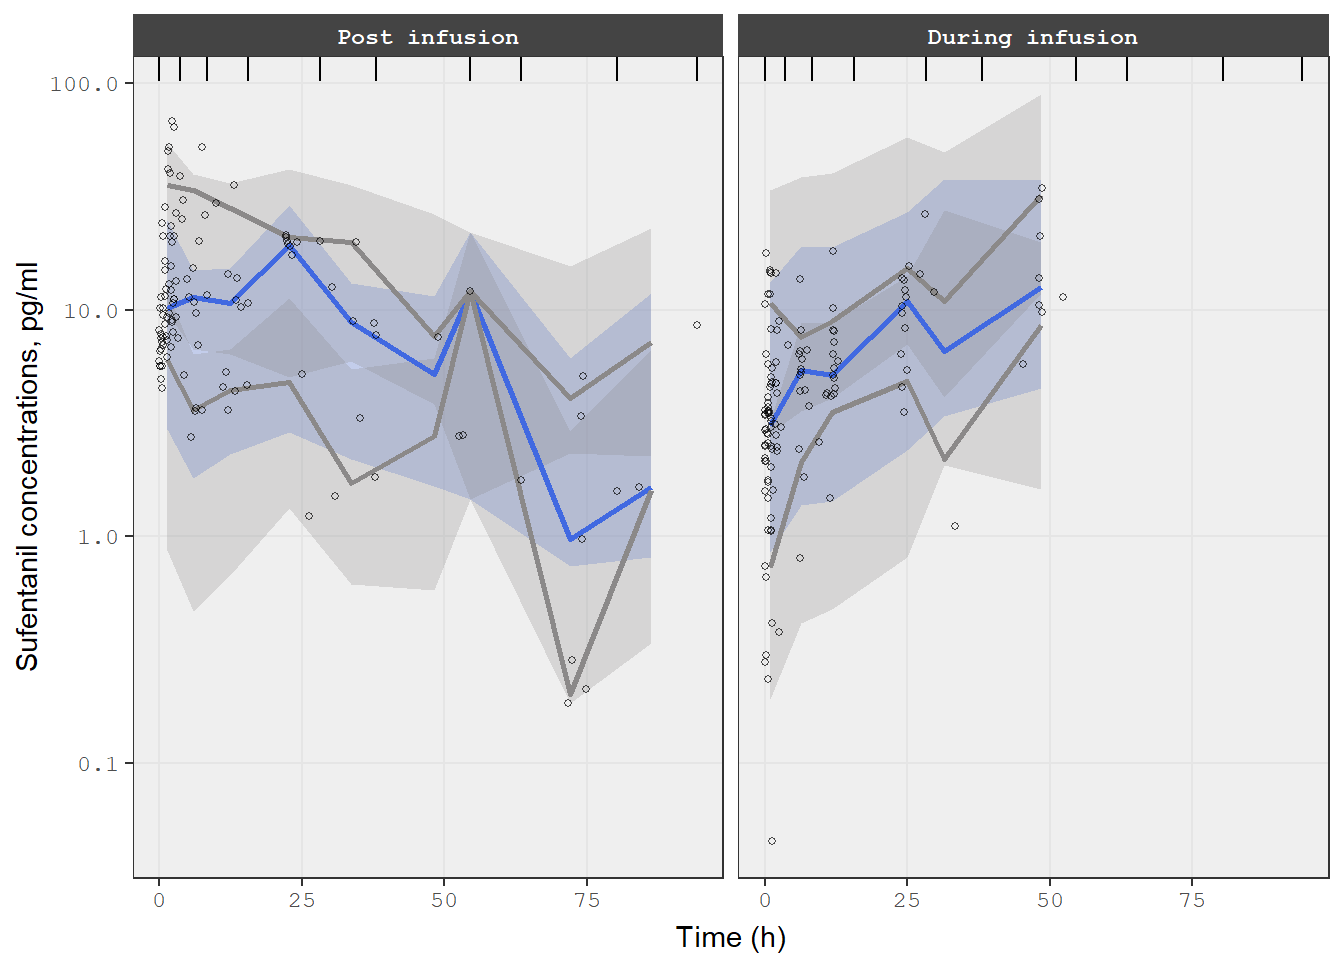 Post infusion
During infusion
Sufentanil concentrations, pg/ml
100.0
10.0
1.0
0.1
0 25 50 75
0 25 50 75
Time (h)